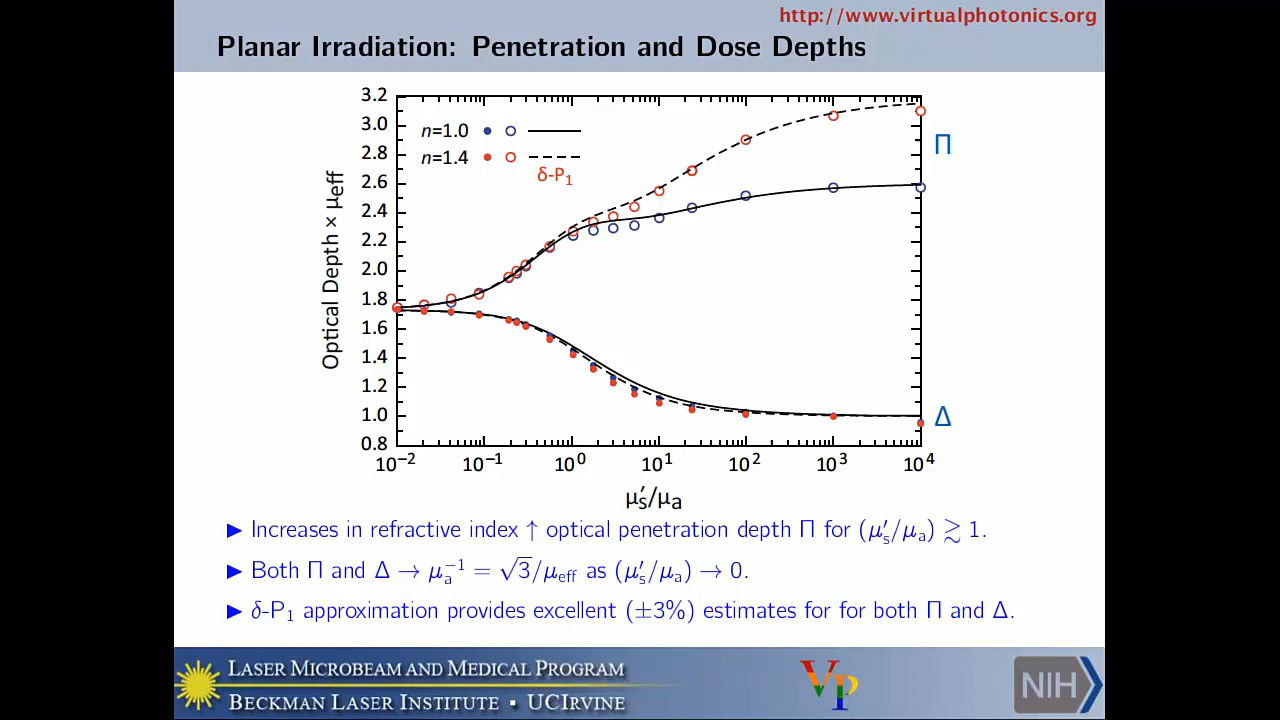 http://www.virtualphotonics.org
Planar Irradiation: Penetration and Dose Depths
3.2
3.0
2.8
2.6
2.4
2.2
2.0
1.8
1.6
1.4
1.2
1.0
0.8
Optical Depth × μeff
n=1.0
n=1.4
δ-P₁
Π
Δ
10⁻² 10⁻¹ 10⁰ 10¹ 10² 10³ 10⁴
μₛ′/μₐ
▶ Increases in refractive index ↑ optical penetration depth Π for (μₛ′/μₐ) ≳ 1.
▶ Both Π and Δ → μₐ⁻¹ = √3/μeff as (μₛ′/μₐ) → 0.
▶ δ-P₁ approximation provides excellent (±3%) estimates for for both Π and Δ.
LASER MICROBEAM AND MEDICAL PROGRAM
BECKMAN LASER INSTITUTE ▪ UCIRVINE
VP
NIH